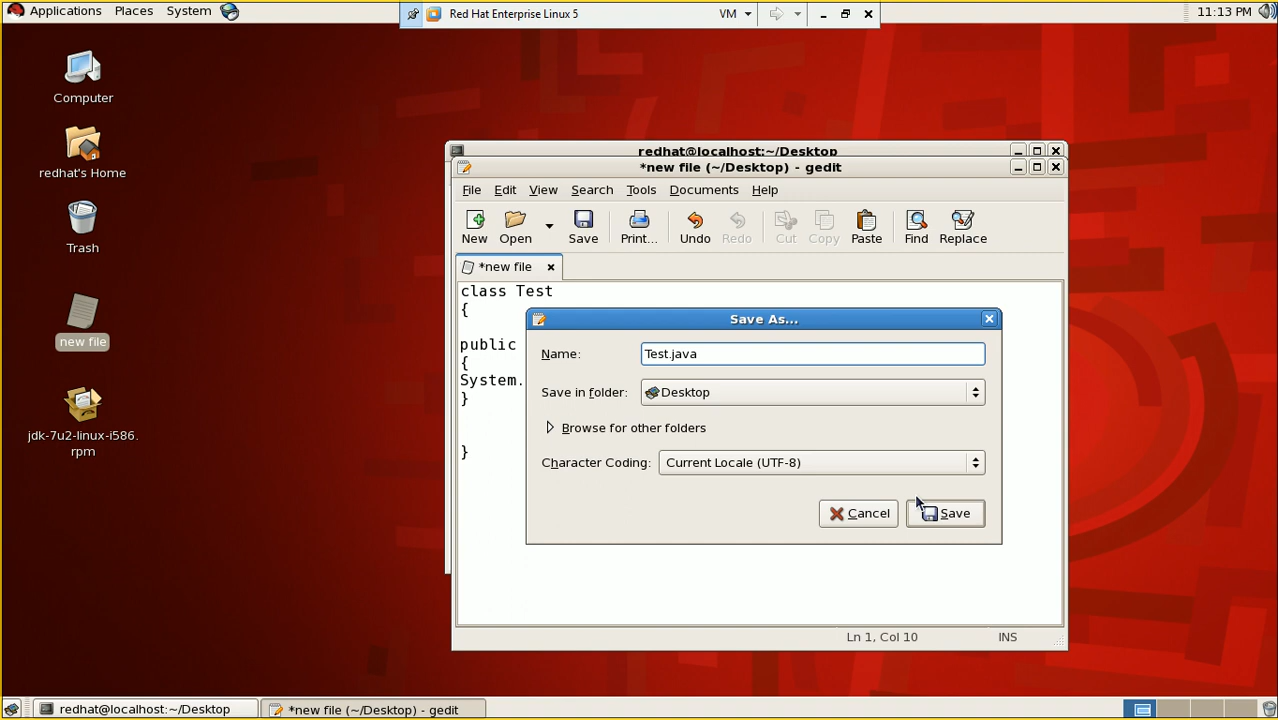 Applications Places System
Red Hat Enterprise Linux 5
VM
11:13 PM
Computer
redhat's Home
Trash
new file
jdk-7u2-linux-i586.
rpm
redhat@localhost:~/Desktop
*new file (~/Desktop) - gedit
File Edit View Search Tools Documents Help
New Open Save Print... Undo Redo Cut Copy Paste Find Replace
*new file
class Test
{
public
{
System.
}
}
Save As...
Name: Test.java
Save in folder: Desktop
Browse for other folders
Character Coding: Current Locale (UTF-8)
Cancel Save
Ln 1, Col 10 INS
redhat@localhost:~/Desktop
*new file (~/Desktop) - gedit